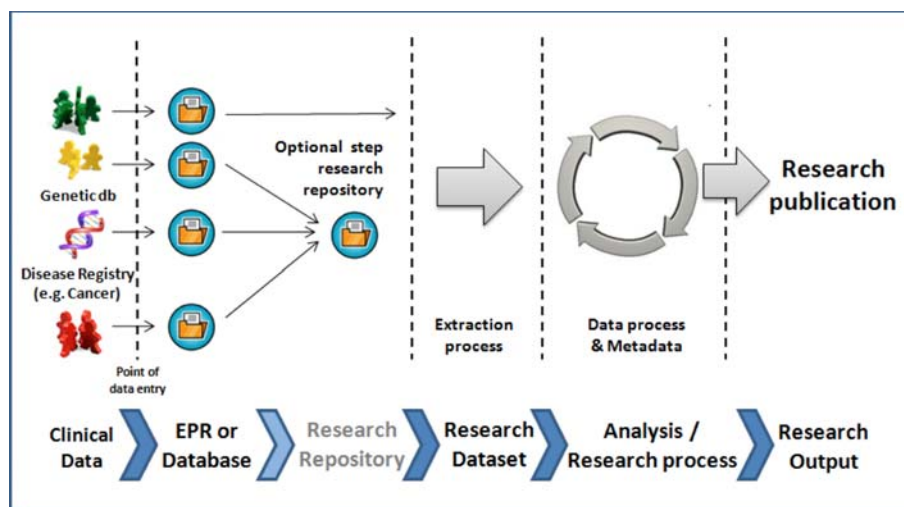 Optional step
research
repository
Genetic db
Disease Registry
(e.g. Cancer)
Point of
data entry
Extraction
process
Data process
& Metadata
Research
publication
Clinical
Data
EPR or
Database
Research
Repository
Research
Dataset
Analysis /
Research process
Research
Output